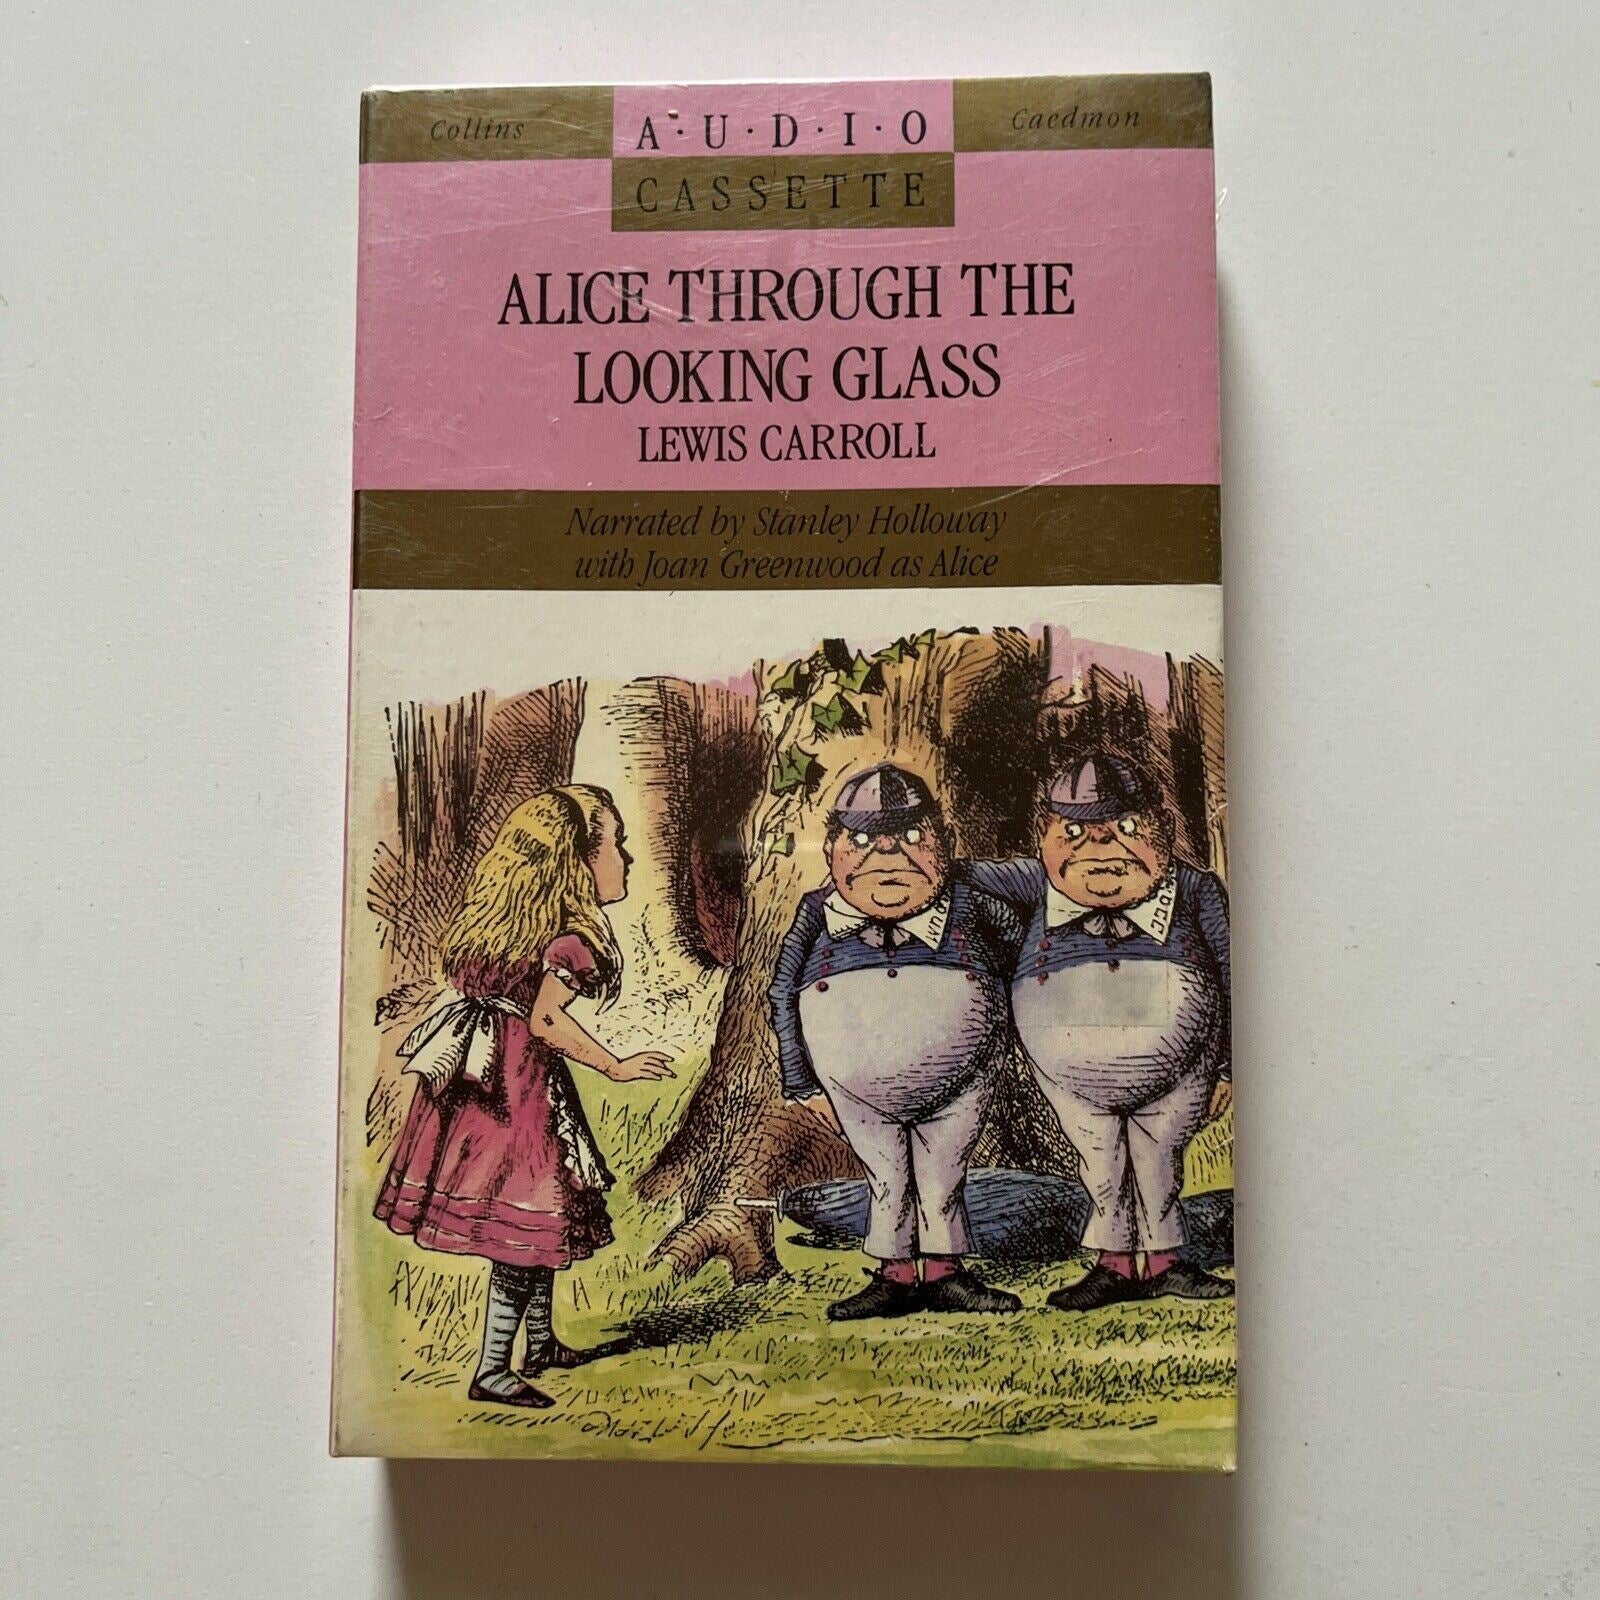 Collins
A·U·D·I·O
Caedmon
CASSETTE
ALICE THROUGH THE
LOOKING GLASS
LEWIS CARROLL
Narrated by Stanley Holloway
with Joan Greenwood as Alice